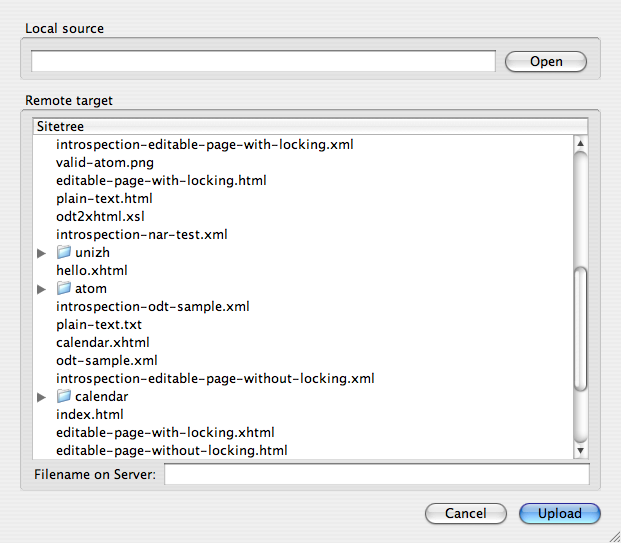 Local source
Open
Remote target
Sitetree
introspection-editable-page-with-locking.xml
valid-atom.png
editable-page-with-locking.html
plain-text.html
odt2xhtml.xsl
introspection-nar-test.xml
unizh
hello.xhtml
atom
introspection-odt-sample.xml
plain-text.txt
calendar.xhtml
odt-sample.xml
introspection-editable-page-without-locking.xml
calendar
index.html
editable-page-with-locking.xhtml
editable-page-without-locking.html
Filename on Server:
Cancel Upload